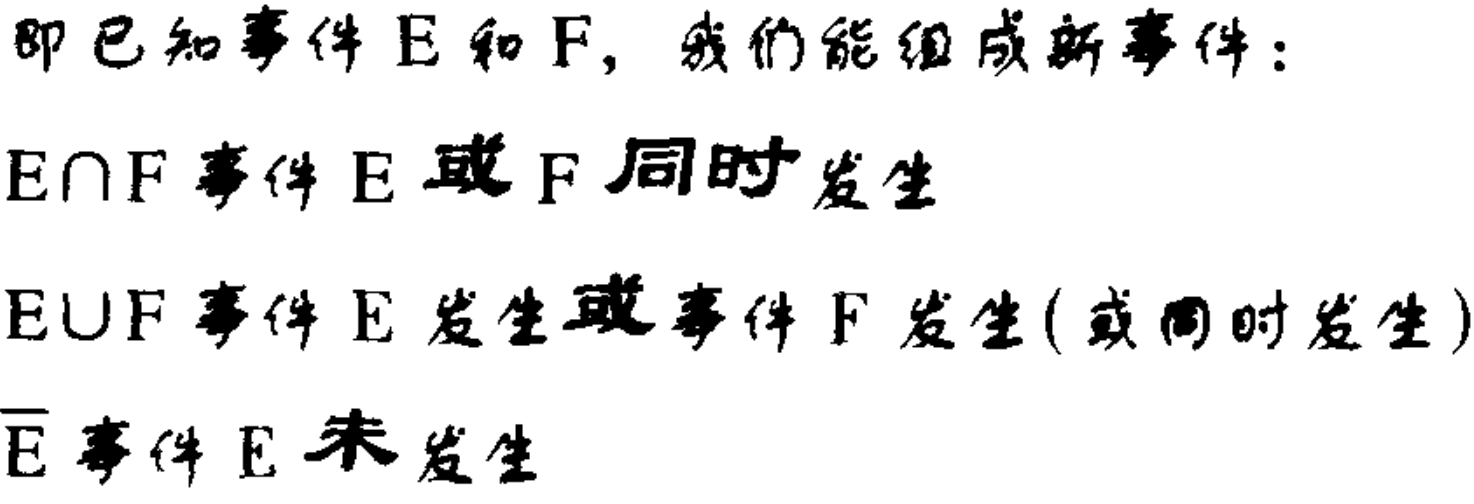 即已知事件 E 和 F, 我们能组成新事件:
E∩F 事件 E 或 F 同时发生
E∪F 事件 E 发生或事件 F 发生(或同时发生)
E̅ 事件 E 未发生